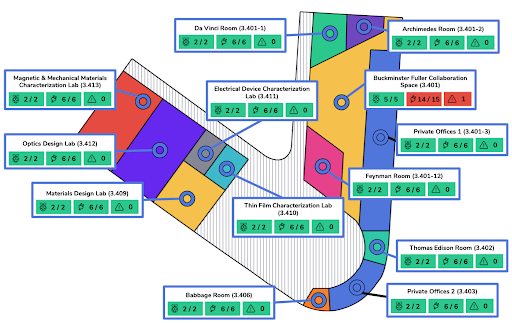 Da Vinci Room (3.401-1)
2/2 6/6 0
Archimedes Room (3.401-2)
2/2 6/6 0
Magnetic & Mechanical Materials
Characterization Lab (3.413)
2/2 6/6 0
Electrical Device Characterization
Lab (3.411)
2/2 6/6 0
Buckminster Fuller Collaboration
Space (3.401)
5/5 14/15 1
Optics Design Lab (3.412)
2/2 6/6 0
Private Offices 1 (3.401-3)
2/2 6/6 0
Materials Design Lab (3.409)
2/2 6/6 0
Feynman Room (3.401-12)
2/2 6/6 0
Thin Film Characterization Lab
(3.410)
2/2 6/6 0
Thomas Edison Room (3.402)
2/2 6/6 0
Babbage Room (3.406)
2/2 6/6 0
Private Offices 2 (3.403)
2/2 6/6 0